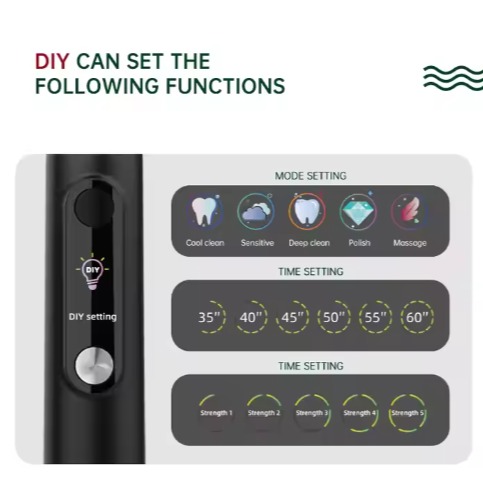 DIY CAN SET THE
FOLLOWING FUNCTIONS
MODE SETTING
Cool clean Sensitive Deep clean Polish Massage
TIME SETTING
35" 40" 45" 50" 55" 60"
TIME SETTING
Strength 1 Strength 2 Strength 3 Strength 4 Strength 5
DIY
DIY setting